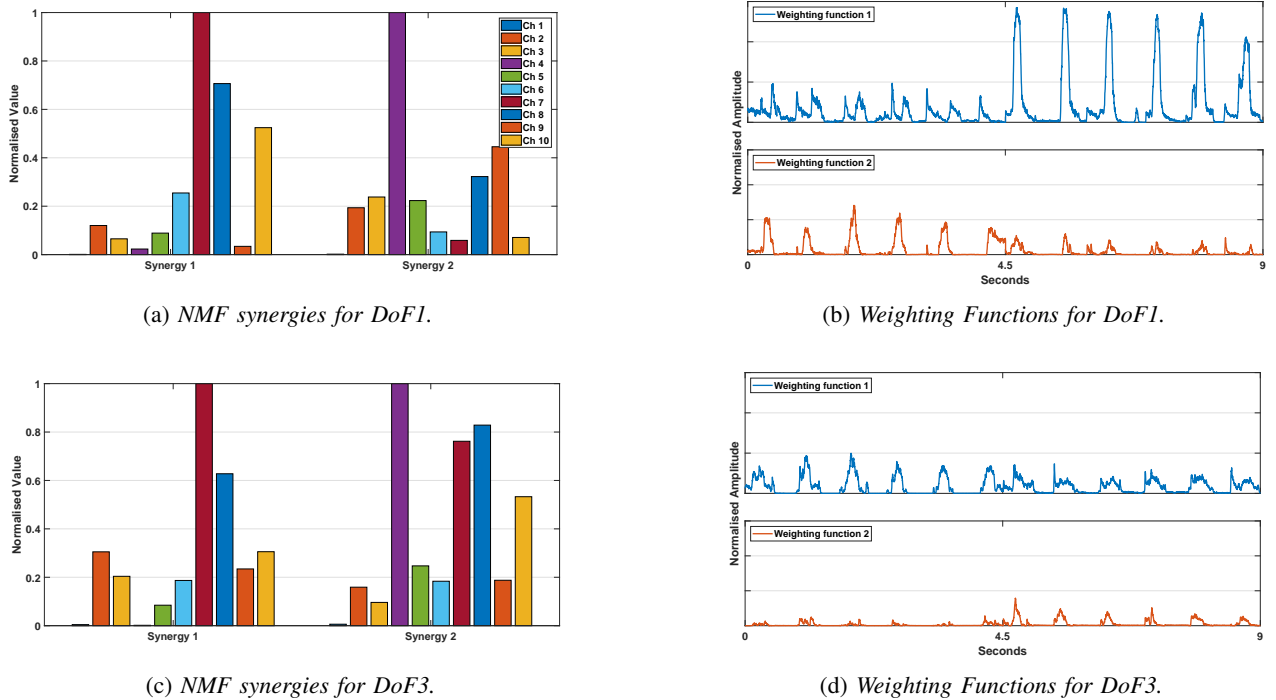 Normalised Value
1
0.8
0.6
0.4
0.2
0
Synergy 1
Synergy 2
Ch 1
Ch 2
Ch 3
Ch 4
Ch 5
Ch 6
Ch 7
Ch 8
Ch 9
Ch 10
(a) NMF synergies for DoF1.
Normalised Amplitude
Weighting function 1
Weighting function 2
0
4.5
9
Seconds
(b) Weighting Functions for DoF1.
Normalised Value
1
0.8
0.6
0.4
0.2
0
Synergy 1
Synergy 2
(c) NMF synergies for DoF3.
Normalised Amplitude
Weighting function 1
Weighting function 2
0
4.5
9
Seconds
(d) Weighting Functions for DoF3.